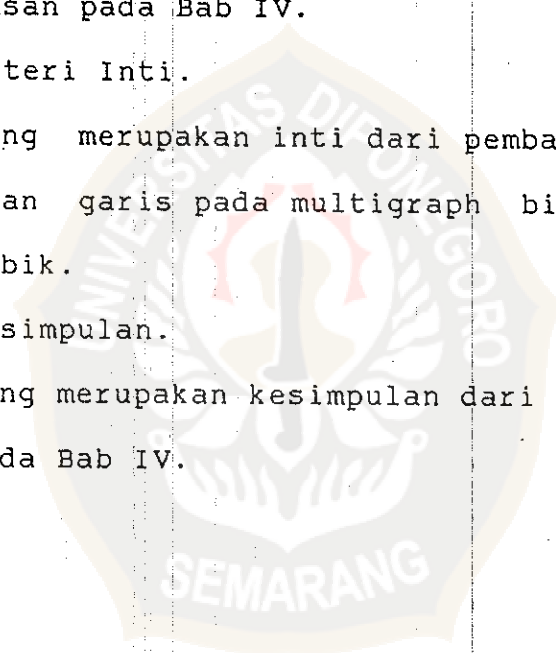 san pada Bab IV.
teri Inti.
ng merupakan inti dari pemba
an garis pada multigraph bi
bik.
simpulan.
ng merupakan kesimpulan dari
da Bab IV.
UNIVERSITAS DIPONEGORO
SEMARANG